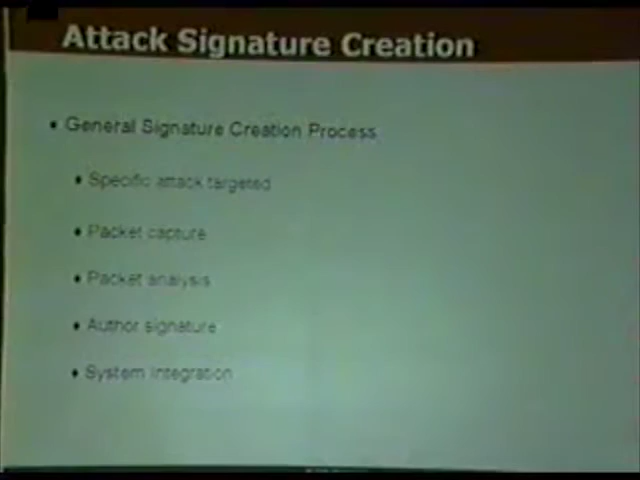 Attack Signature Creation
• General Signature Creation Process
• Specific attack targeted
• Packet capture
• Packet analysis
• Author signature
• System Integration